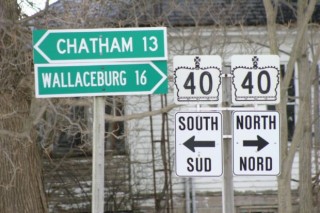 CHATHAM 13
WALLACEBURG 16
40
SOUTH
SUD
40
NORTH
NORD